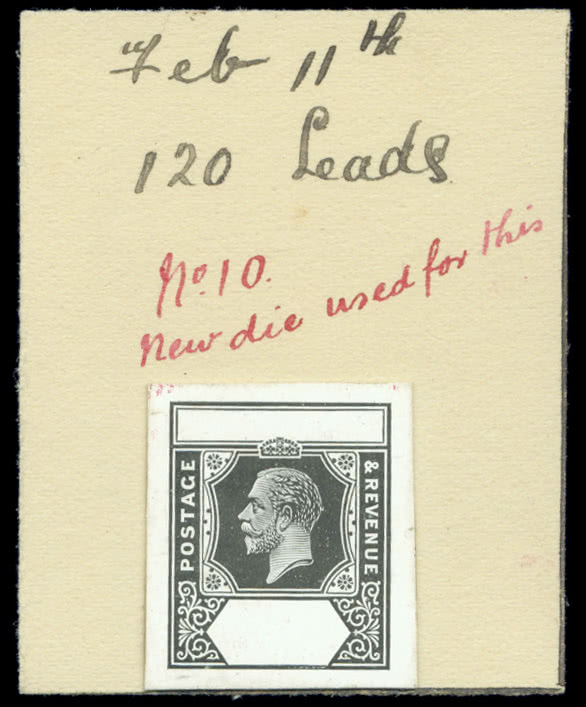 Feb 11th
120 Leads
No. 10.
New die used for this
POSTAGE
& REVENUE